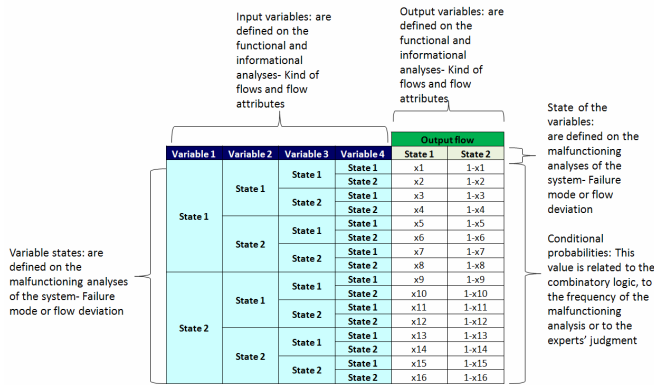 Input variables: are
defined on the
functional and
informational
analyses- Kind of
flows and flow
attributes
Output variables: are
defined on the
functional and
informational
analyses- Kind of
flows and flow
attributes
State of the
variables:
are defined on the
malfunctioning
analyses of the
system- Failure
mode or flow
deviation
Output flow
Variable 1 Variable 2 Variable 3 Variable 4 State 1 State 2
State 1 State 1 State 1 State 1 x1 1-x1
State 2 x2 1-x2
State 2 State 1 x3 1-x3
State 2 x4 1-x4
State 2 State 1 State 1 x5 1-x5
State 2 x6 1-x6
State 2 State 1 x7 1-x7
State 2 x8 1-x8
State 2 State 1 State 1 State 1 x9 1-x9
State 2 x10 1-x10
State 2 State 1 x11 1-x11
State 2 x12 1-x12
State 2 State 1 State 1 x13 1-x13
State 2 x14 1-x14
State 2 State 1 x15 1-x15
State 2 x16 1-x16
Variable states: are
defined on the
malfunctioning analyses
of the system- Failure
mode or flow deviation
Conditional
probabilities: This
value is related to the
combinatory logic, to
the frequency of the
malfunctioning
analysis or to the
experts’ judgment